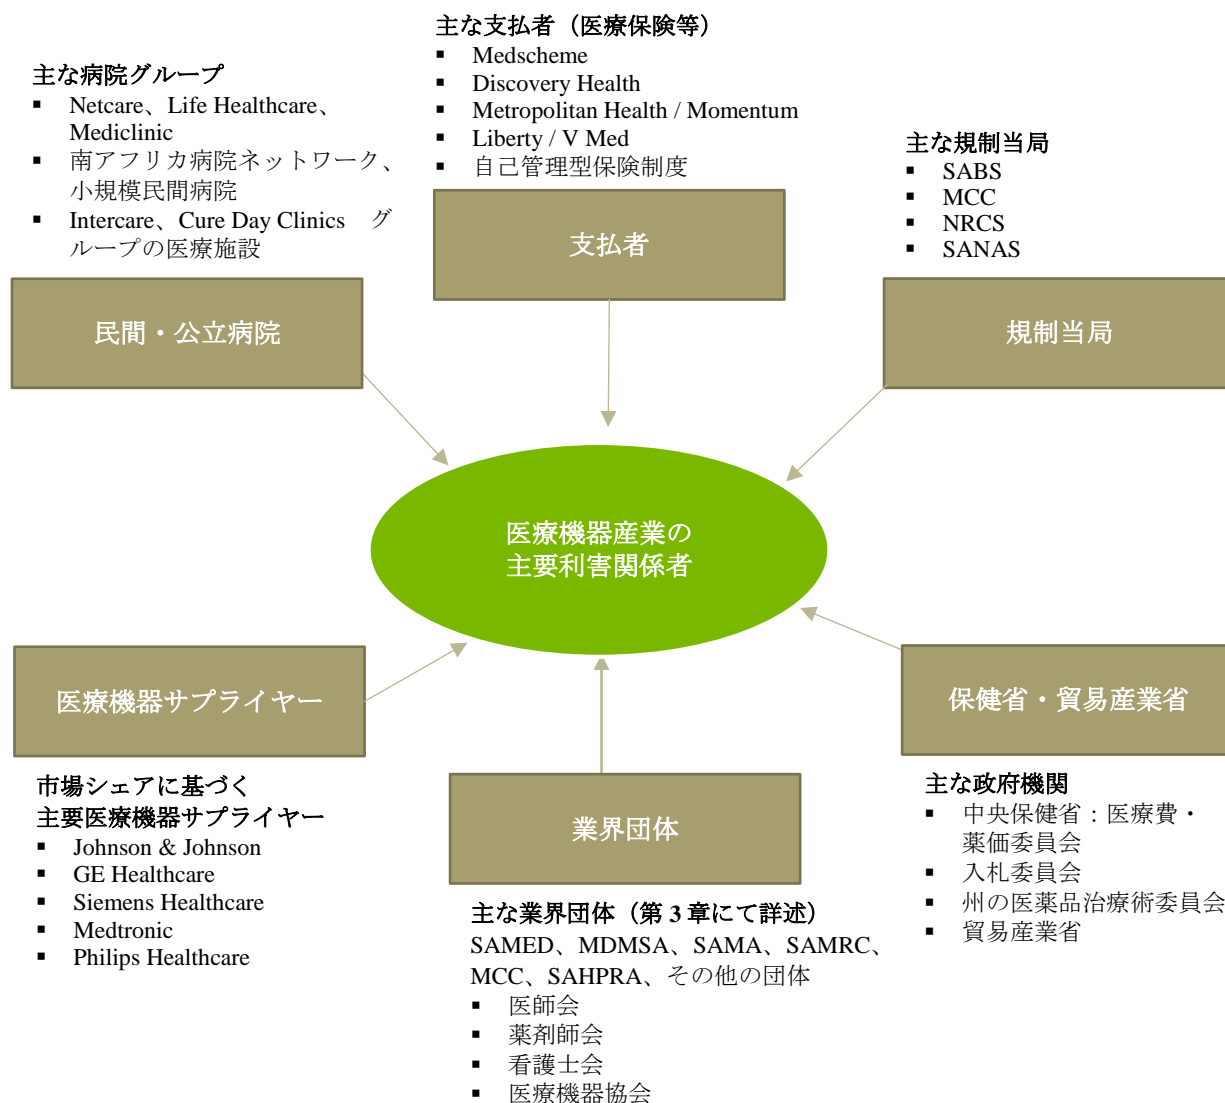 主な支払者（医療保険等）
▪ Medscheme
▪ Discovery Health
▪ Metropolitan Health / Momentum
▪ Liberty / V Med
▪ 自己管理型保険制度
支払者
主な病院グループ
▪ Netcare、Life Healthcare、
Mediclinic
▪ 南アフリカ病院ネットワーク、
小規模民間病院
▪ Intercare、Cure Day Clinics　グ
ループの医療施設
民間・公立病院
主な規制当局
▪ SABS
▪ MCC
▪ NRCS
▪ SANAS
規制当局
医療機器産業の
主要利害関係者
医療機器サプライヤー
市場シェアに基づく
主要医療機器サプライヤー
▪ Johnson & Johnson
▪ GE Healthcare
▪ Siemens Healthcare
▪ Medtronic
▪ Philips Healthcare
業界団体
主な業界団体（第 3 章にて詳述）
SAMED、MDMSA、SAMA、SAMRC、
MCC、SAHPRA、その他の団体
▪ 医師会
▪ 薬剤師会
▪ 看護士会
▪ 医療機器協会
保健省・貿易産業省
主な政府機関
▪ 中央保健省：医療費・
薬価委員会
▪ 入札委員会
▪ 州の医薬品治療術委員会
▪ 貿易産業省